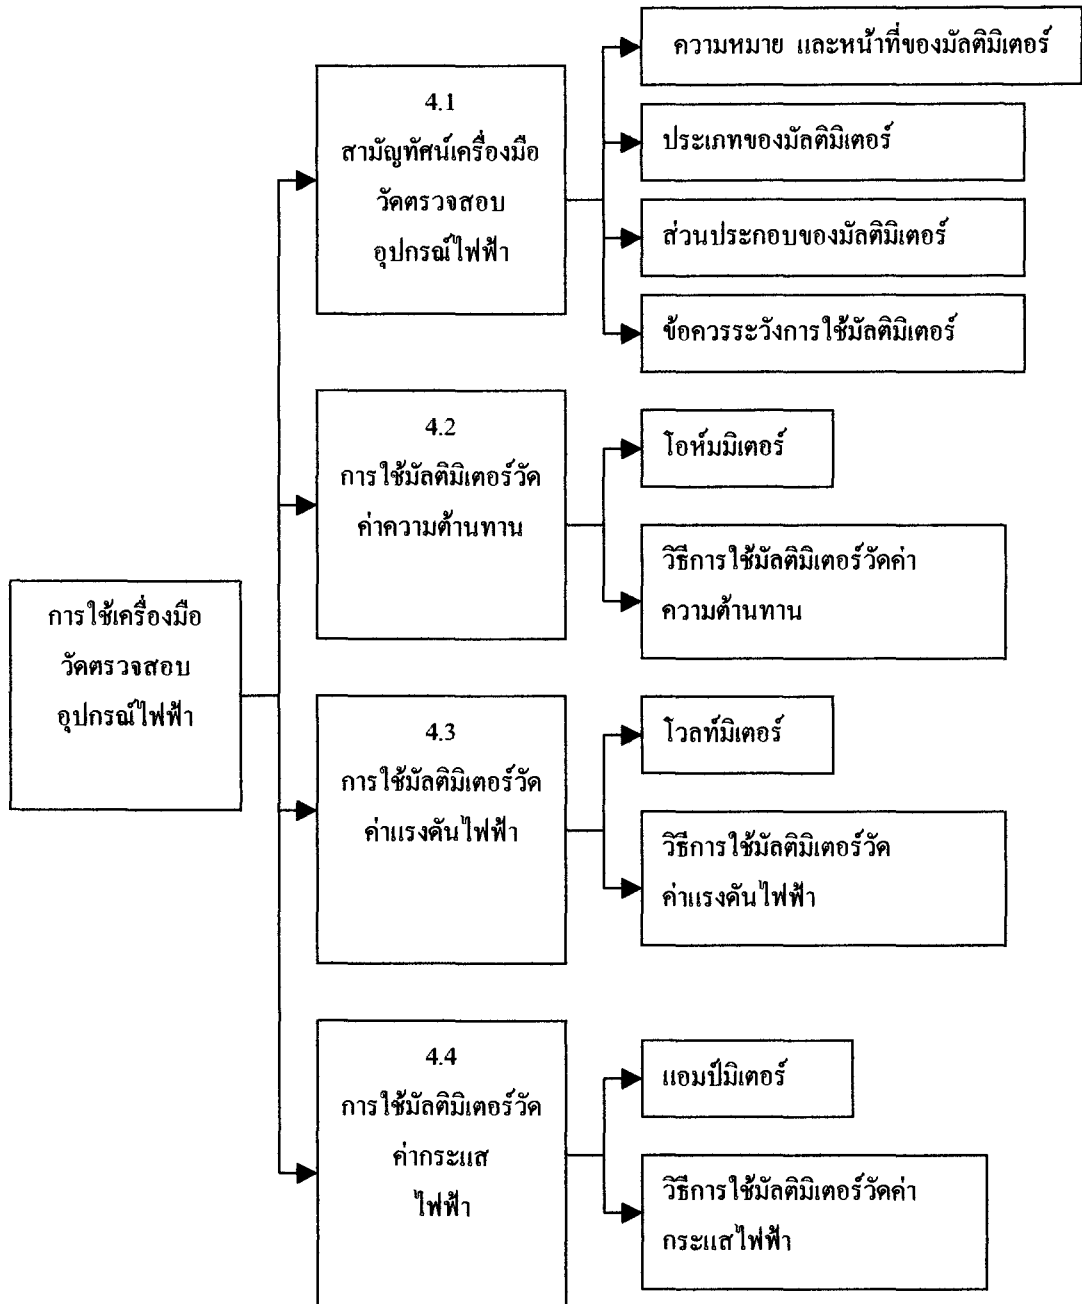 การใช้เครื่องมือ
วัดตรวจสอบ
อุปกรณ์ไฟฟ้า
4.1
สามัญทัศน์เครื่องมือ
วัดตรวจสอบ
อุปกรณ์ไฟฟ้า
ความหมาย และหน้าที่ของมัลติมิเตอร์
ประเภทของมัลติมิเตอร์
ส่วนประกอบของมัลติมิเตอร์
ข้อควรระวังการใช้มัลติมิเตอร์
4.2
การใช้มัลติมิเตอร์วัด
ค่าความต้านทาน
โอห์มมิเตอร์
วิธีการใช้มัลติมิเตอร์วัดค่า
ความต้านทาน
4.3
การใช้มัลติมิเตอร์วัด
ค่าแรงดันไฟฟ้า
โวลท์มิเตอร์
วิธีการใช้มัลติมิเตอร์วัด
ค่าแรงดันไฟฟ้า
4.4
การใช้มัลติมิเตอร์วัด
ค่ากระแส
ไฟฟ้า
แอมป์มิเตอร์
วิธีการใช้มัลติมิเตอร์วัดค่า
กระแสไฟฟ้า